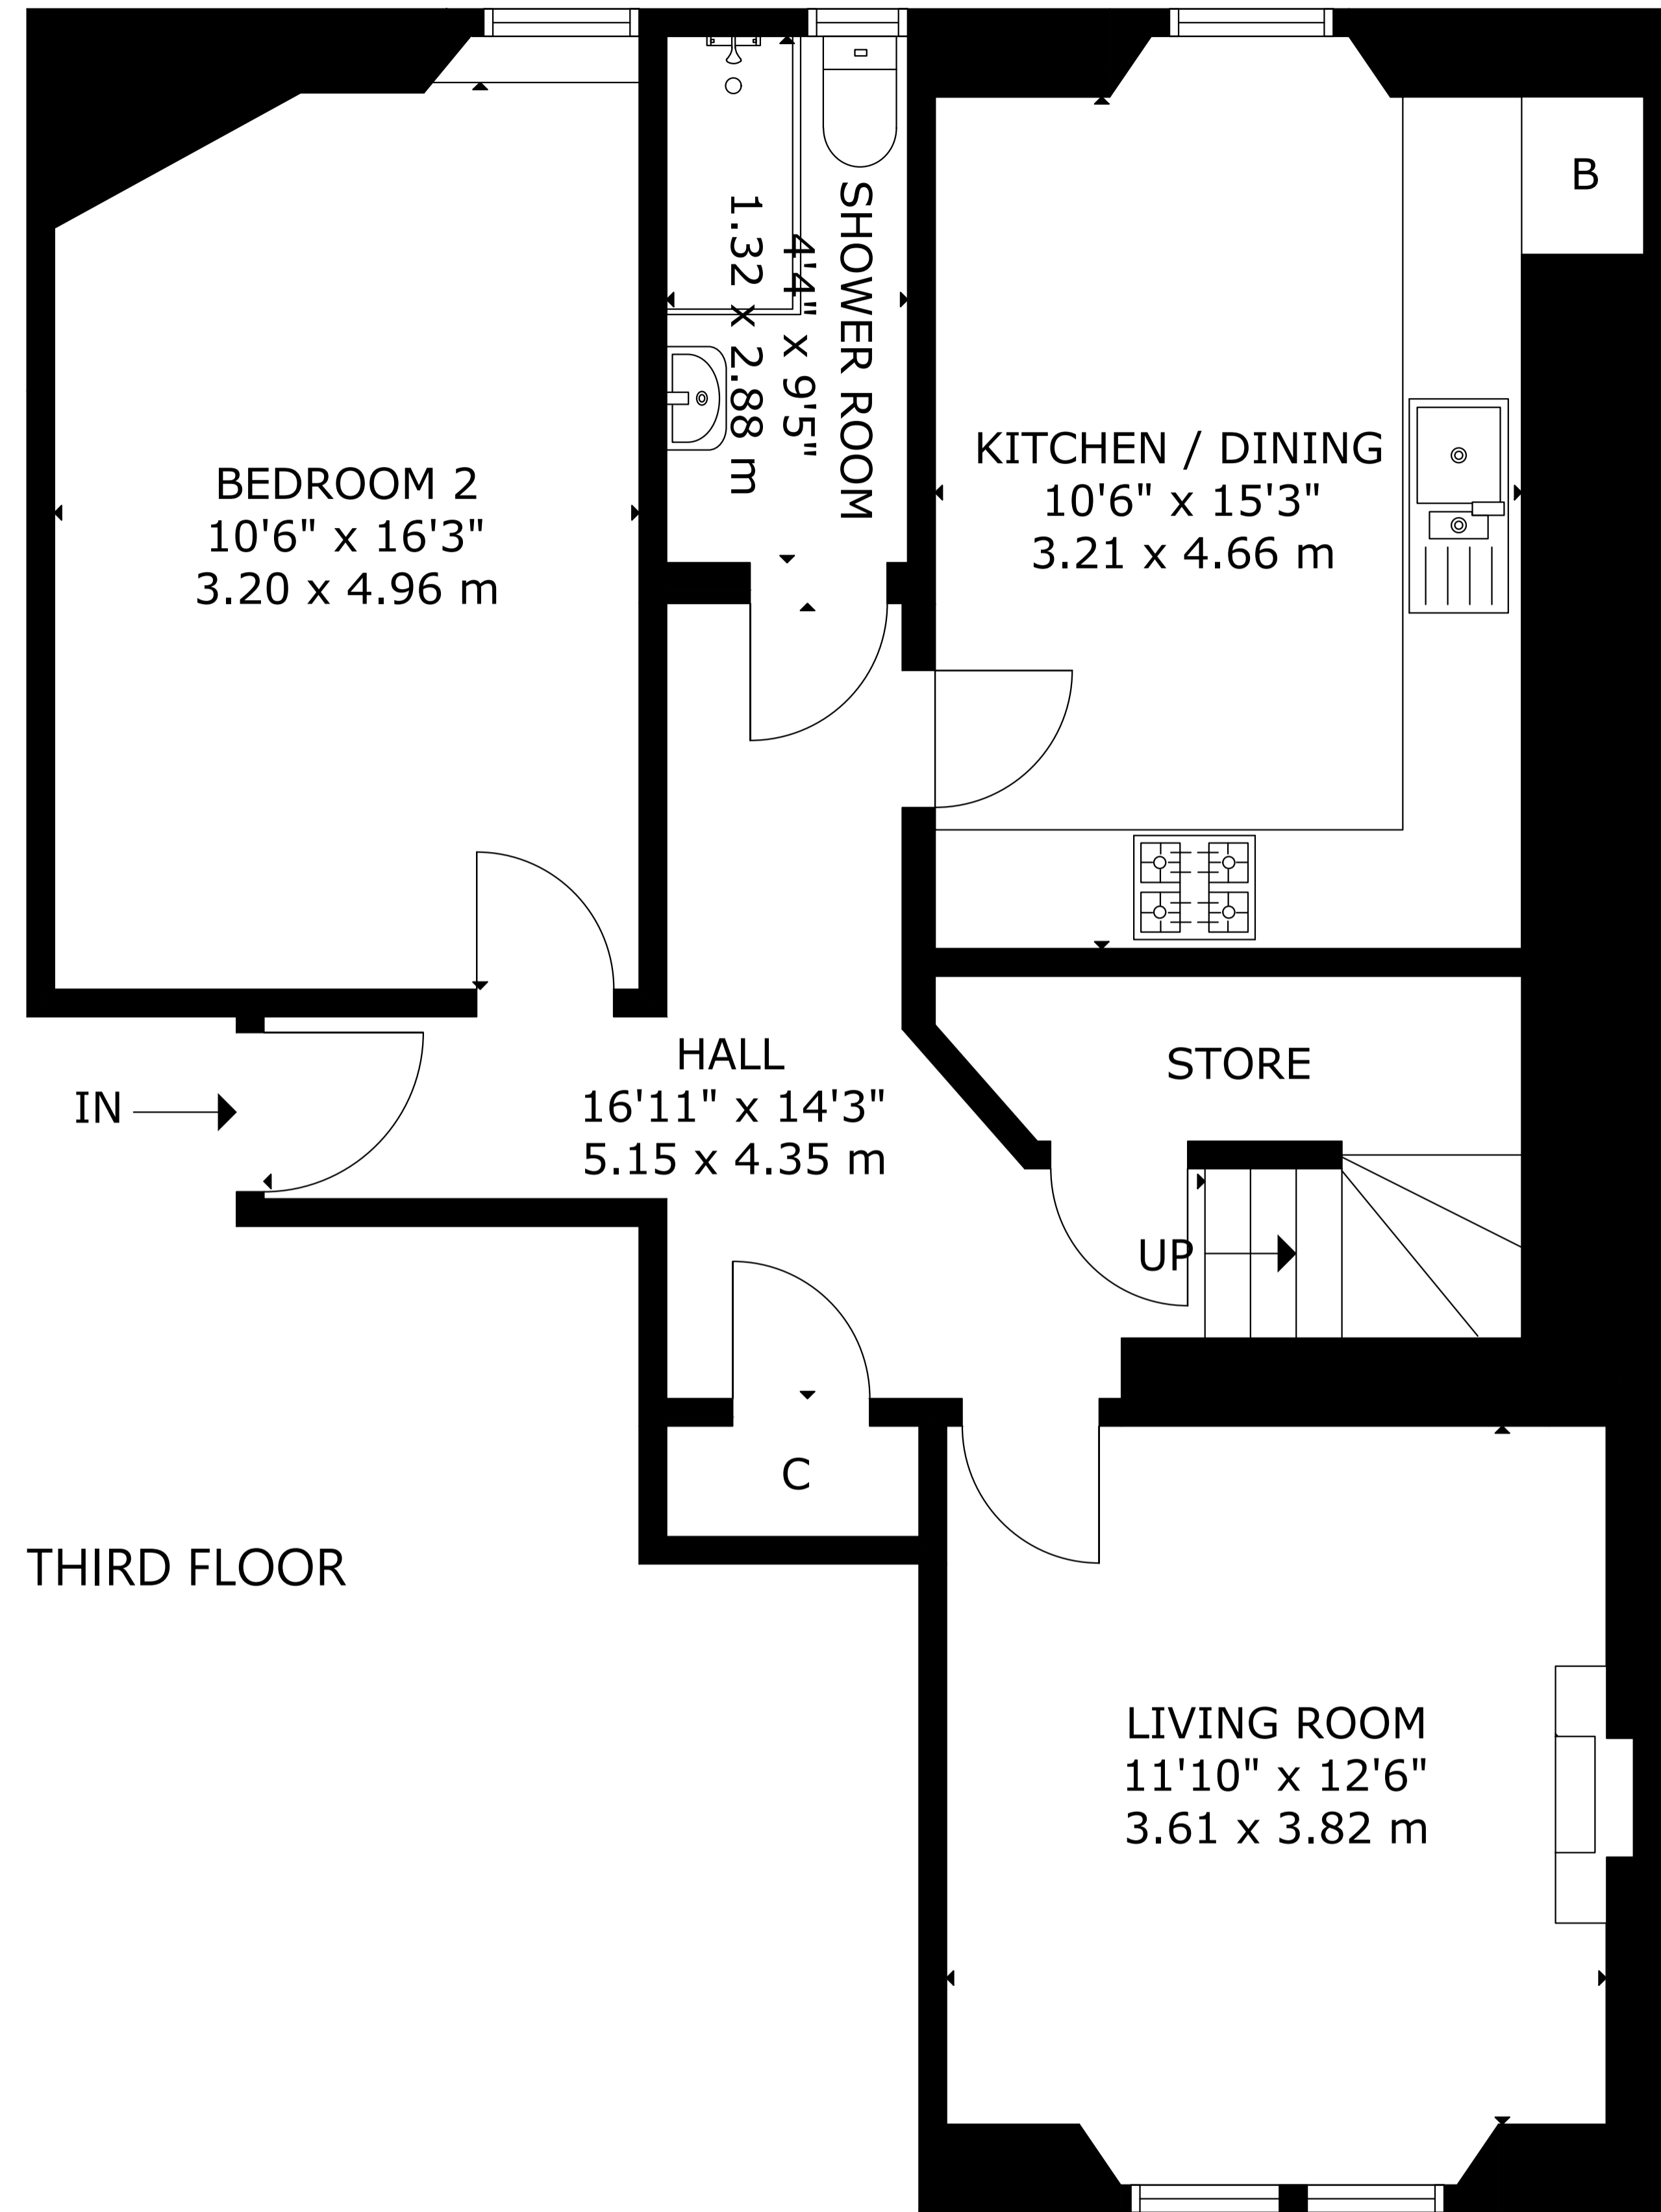 B
SHOWER ROOM
4'4" x 9'5"
1.32 x 2.88 m
BEDROOM 2
10'6" x 16'3"
3.20 x 4.96 m
KITCHEN / DINING
10'6" x 15'3"
3.21 x 4.66 m
HALL
16'11" x 14'3"
5.15 x 4.35 m
STORE
IN
UP
C
THIRD FLOOR
LIVING ROOM
11'10" x 12'6"
3.61 x 3.82 m